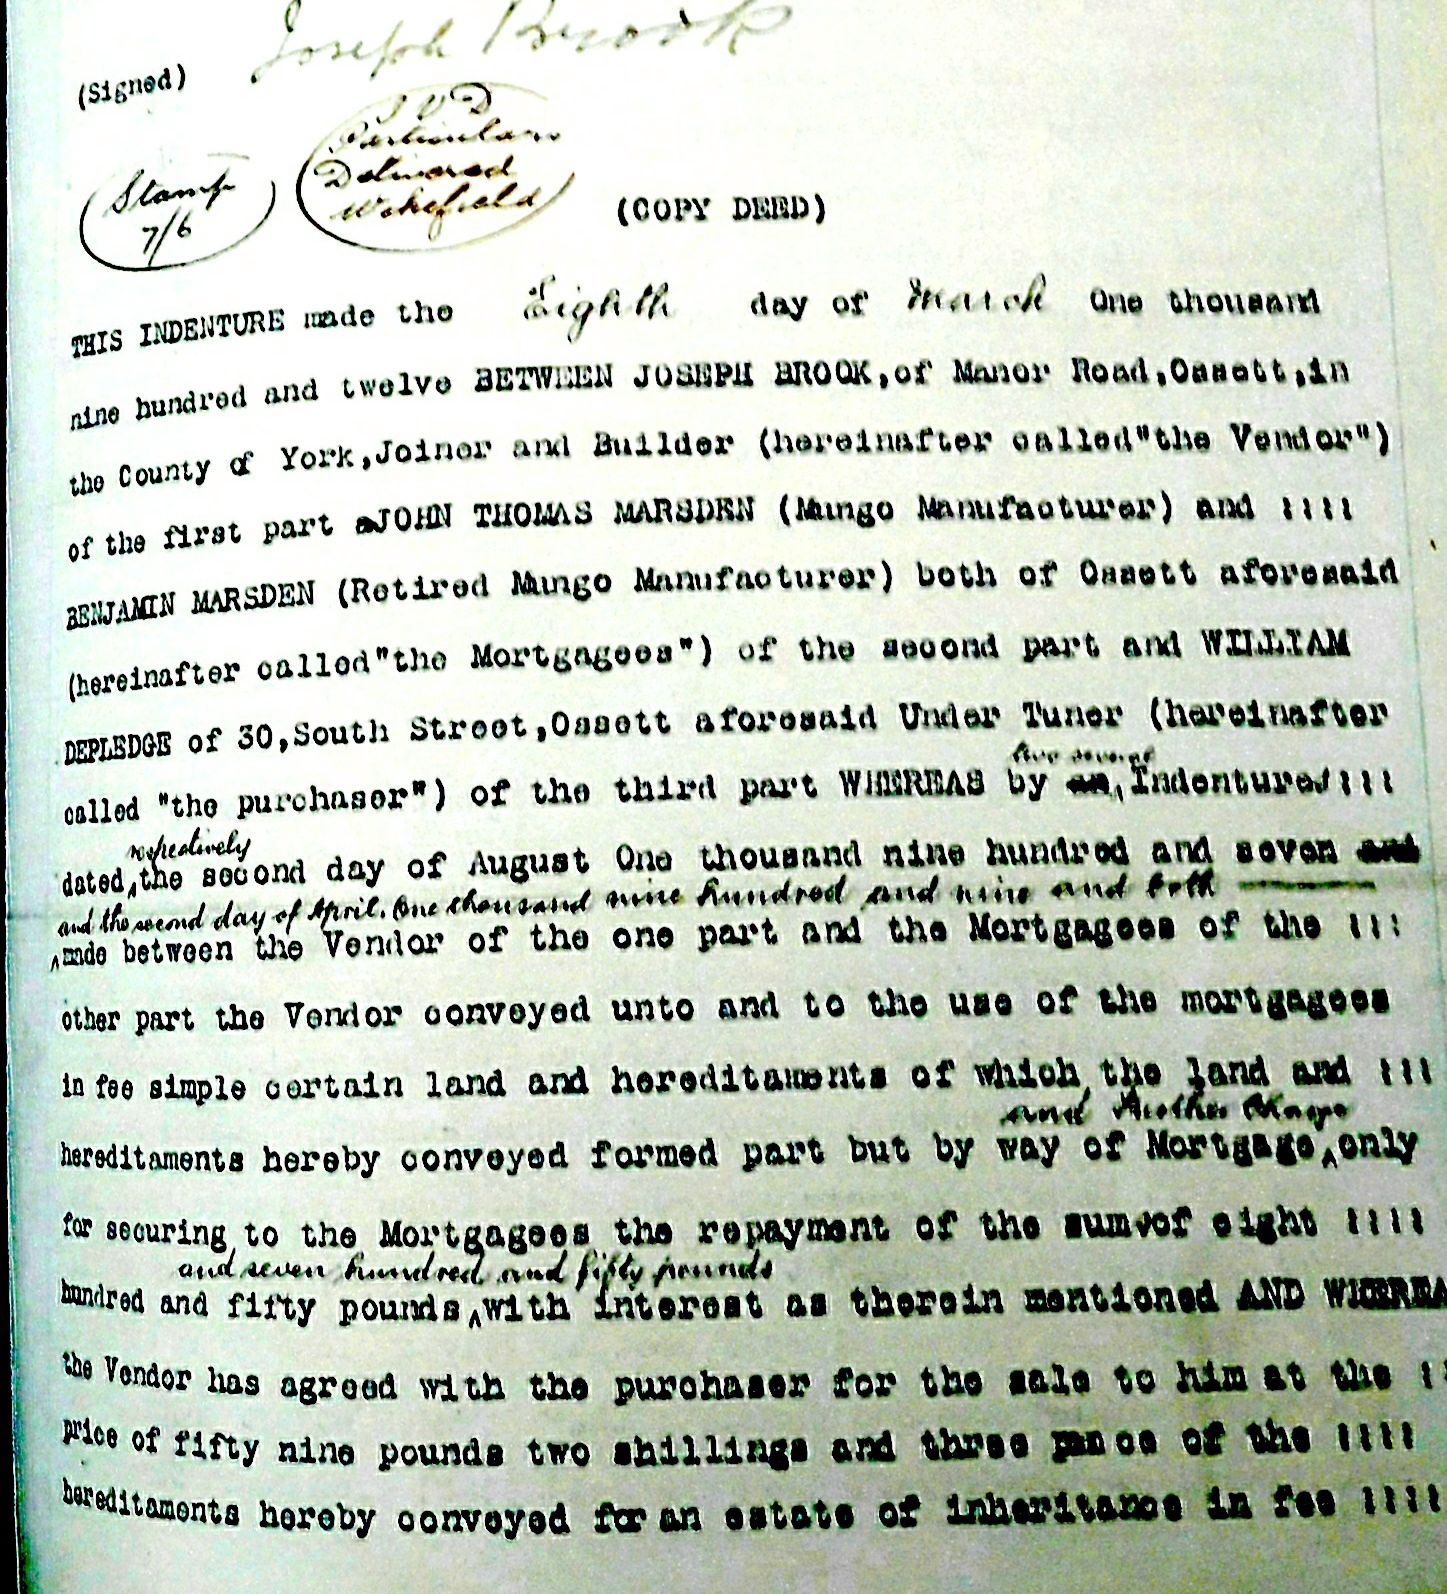 Joseph Brook
(Signed)
L V D
Particulars
Delivered
Wakefield
Stamp
7/6
(COPY DEED)
THIS INDENTURE made the Eighth day of March One thousand
nine hundred and twelve BETWEEN JOSEPH BROOK,of Manor Road,Ossett,in
the County of York,Joiner and Builder (hereinafter called"the Vendor")
of the first part JOHN THOMAS MARSDEN (Mungo Manufacturer) and ::::
BENJAMIN MARSDEN (Retired Mungo Manufacturer) both of Ossett aforesaid
(hereinafter called"the Mortgagees") of the second part and WILLIAM
DEPLEDGE of 30,South Street,Ossett aforesaid Under Tuner (hereinafter
two several
called "the purchaser") of the third part WHEREAS by an Indentures:::
respectively
dated the second day of August One thousand nine hundred and seven and
and the second day of April. One thousand nine hundred and nine and both
made between the Vendor of the one part and the Mortgagees of the :::
other part the Vendor conveyed unto and to the use of the mortgagees
in fee simple certain land and hereditaments of which the land and :::
and Further Charge
hereditaments hereby conveyed formed part but by way of Mortgage only
for securing to the Mortgagees the repayment of the sum of eight ::::
and seven hundred and fifty pounds
hundred and fifty pounds with interest as therein mentioned AND WHEREA
the Vendor has agreed with the purchaser for the sale to him at the ::
price of fifty nine pounds two shillings and three pence of the ::::
hereditaments hereby conveyed for an estate of inheritance in fee ::::